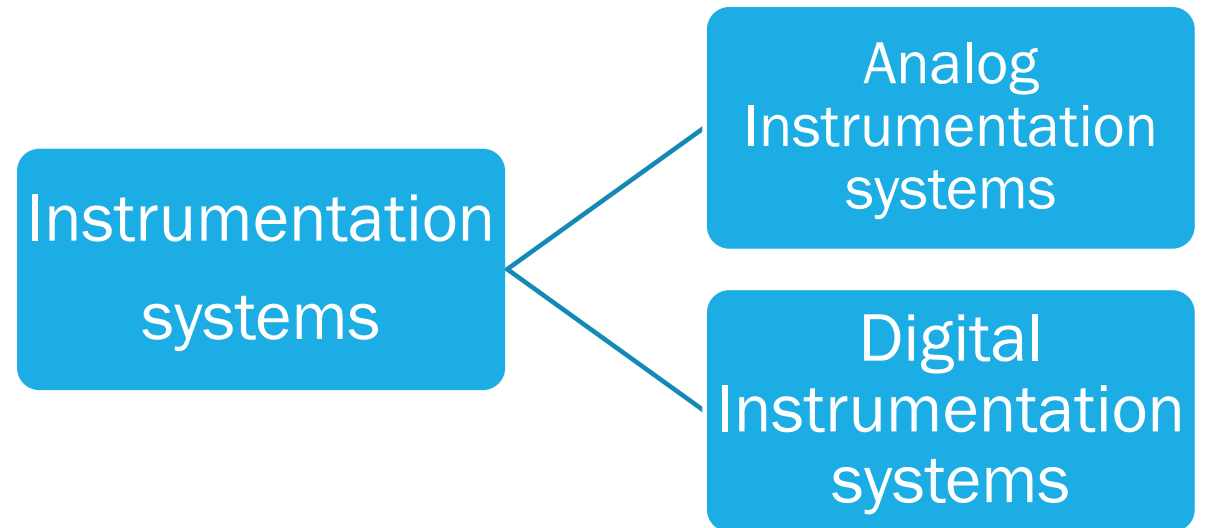 Instrumentation
systems
Analog
Instrumentation
systems
Digital
Instrumentation
systems